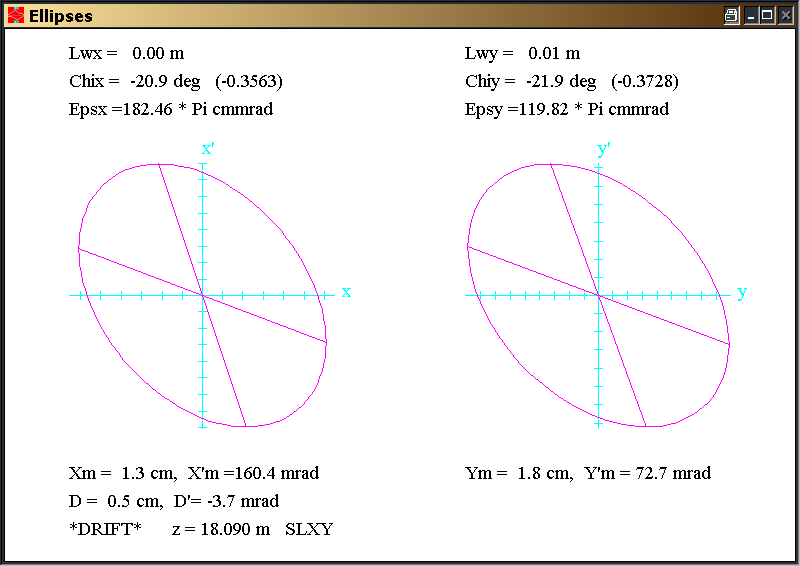 Ellipses
Lwx = 0.00 m
Chix = -20.9 deg (-0.3563)
Epsx =182.46 * Pi cmmrad
Lwy = 0.01 m
Chiy = -21.9 deg (-0.3728)
Epsy =119.82 * Pi cmmrad
x'
x
y'
y
Xm = 1.3 cm, X'm =160.4 mrad
D = 0.5 cm, D'= -3.7 mrad
*DRIFT* z = 18.090 m SLXY
Ym = 1.8 cm, Y'm = 72.7 mrad